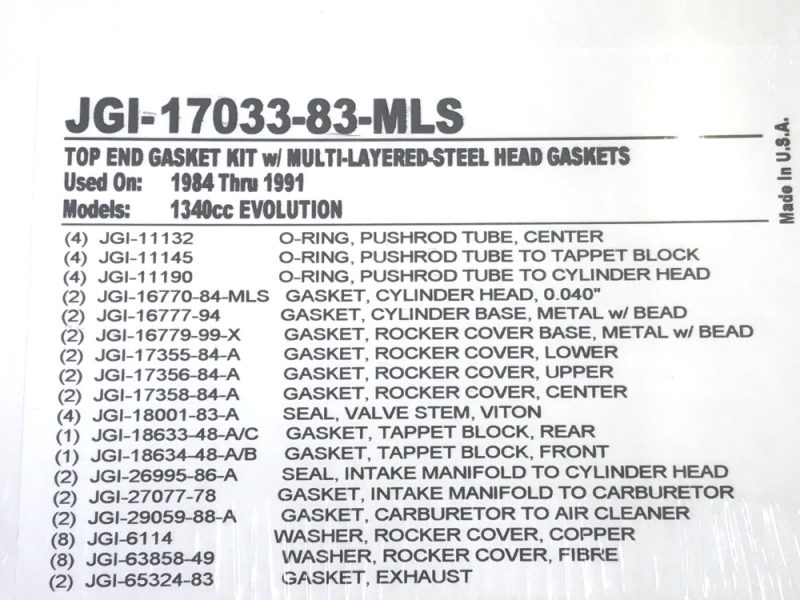 JGI-17033-83-MLS
TOP END GASKET KIT w/ MULTI-LAYERED-STEEL HEAD GASKETS
Used On: 1984 Thru 1991
Models: 1340cc EVOLUTION
Made in U.S.A.
(4) JGI-11132 O-RING, PUSHROD TUBE, CENTER
(4) JGI-11145 O-RING, PUSHROD TUBE TO TAPPET BLOCK
(4) JGI-11190 O-RING, PUSHROD TUBE TO CYLINDER HEAD
(2) JGI-16770-84-MLS GASKET, CYLINDER HEAD, 0.040"
(2) JGI-16777-94 GASKET, CYLINDER BASE, METAL w/ BEAD
(2) JGI-16779-99-X GASKET, ROCKER COVER BASE, METAL w/ BEAD
(2) JGI-17355-84-A GASKET, ROCKER COVER, LOWER
(2) JGI-17356-84-A GASKET, ROCKER COVER, UPPER
(2) JGI-17358-84-A GASKET, ROCKER COVER, CENTER
(4) JGI-18001-83-A SEAL, VALVE STEM, VITON
(1) JGI-18633-48-A/C GASKET, TAPPET BLOCK, REAR
(1) JGI-18634-48-A/B GASKET, TAPPET BLOCK, FRONT
(2) JGI-26995-86-A SEAL, INTAKE MANIFOLD TO CYLINDER HEAD
(2) JGI-27077-78 GASKET, INTAKE MANIFOLD TO CARBURETOR
(2) JGI-29059-88-A GASKET, CARBURETOR TO AIR CLEANER
(8) JGI-6114 WASHER, ROCKER COVER, COPPER
(8) JGI-63858-49 WASHER, ROCKER COVER, FIBRE
(2) JGI-65324-83 GASKET, EXHAUST